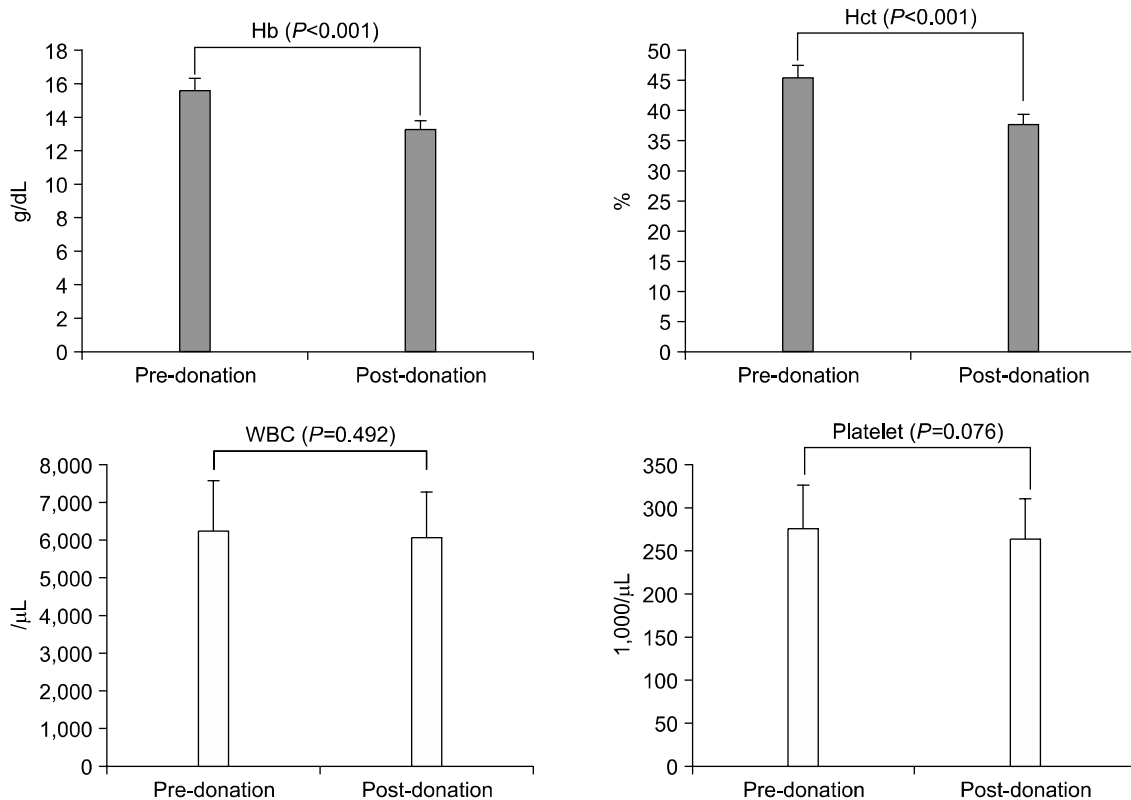 Hb (P<0.001)
18
16
14
12
10
8
6
4
2
0
g/dL
Pre-donation
Post-donation
Hct (P<0.001)
50
45
40
35
30
25
20
15
10
5
0
%
Pre-donation
Post-donation
WBC (P=0.492)
8,000
7,000
6,000
5,000
4,000
3,000
2,000
1,000
0
/μL
Pre-donation
Post-donation
Platelet (P=0.076)
350
300
250
200
150
100
50
0
1,000/μL
Pre-donation
Post-donation